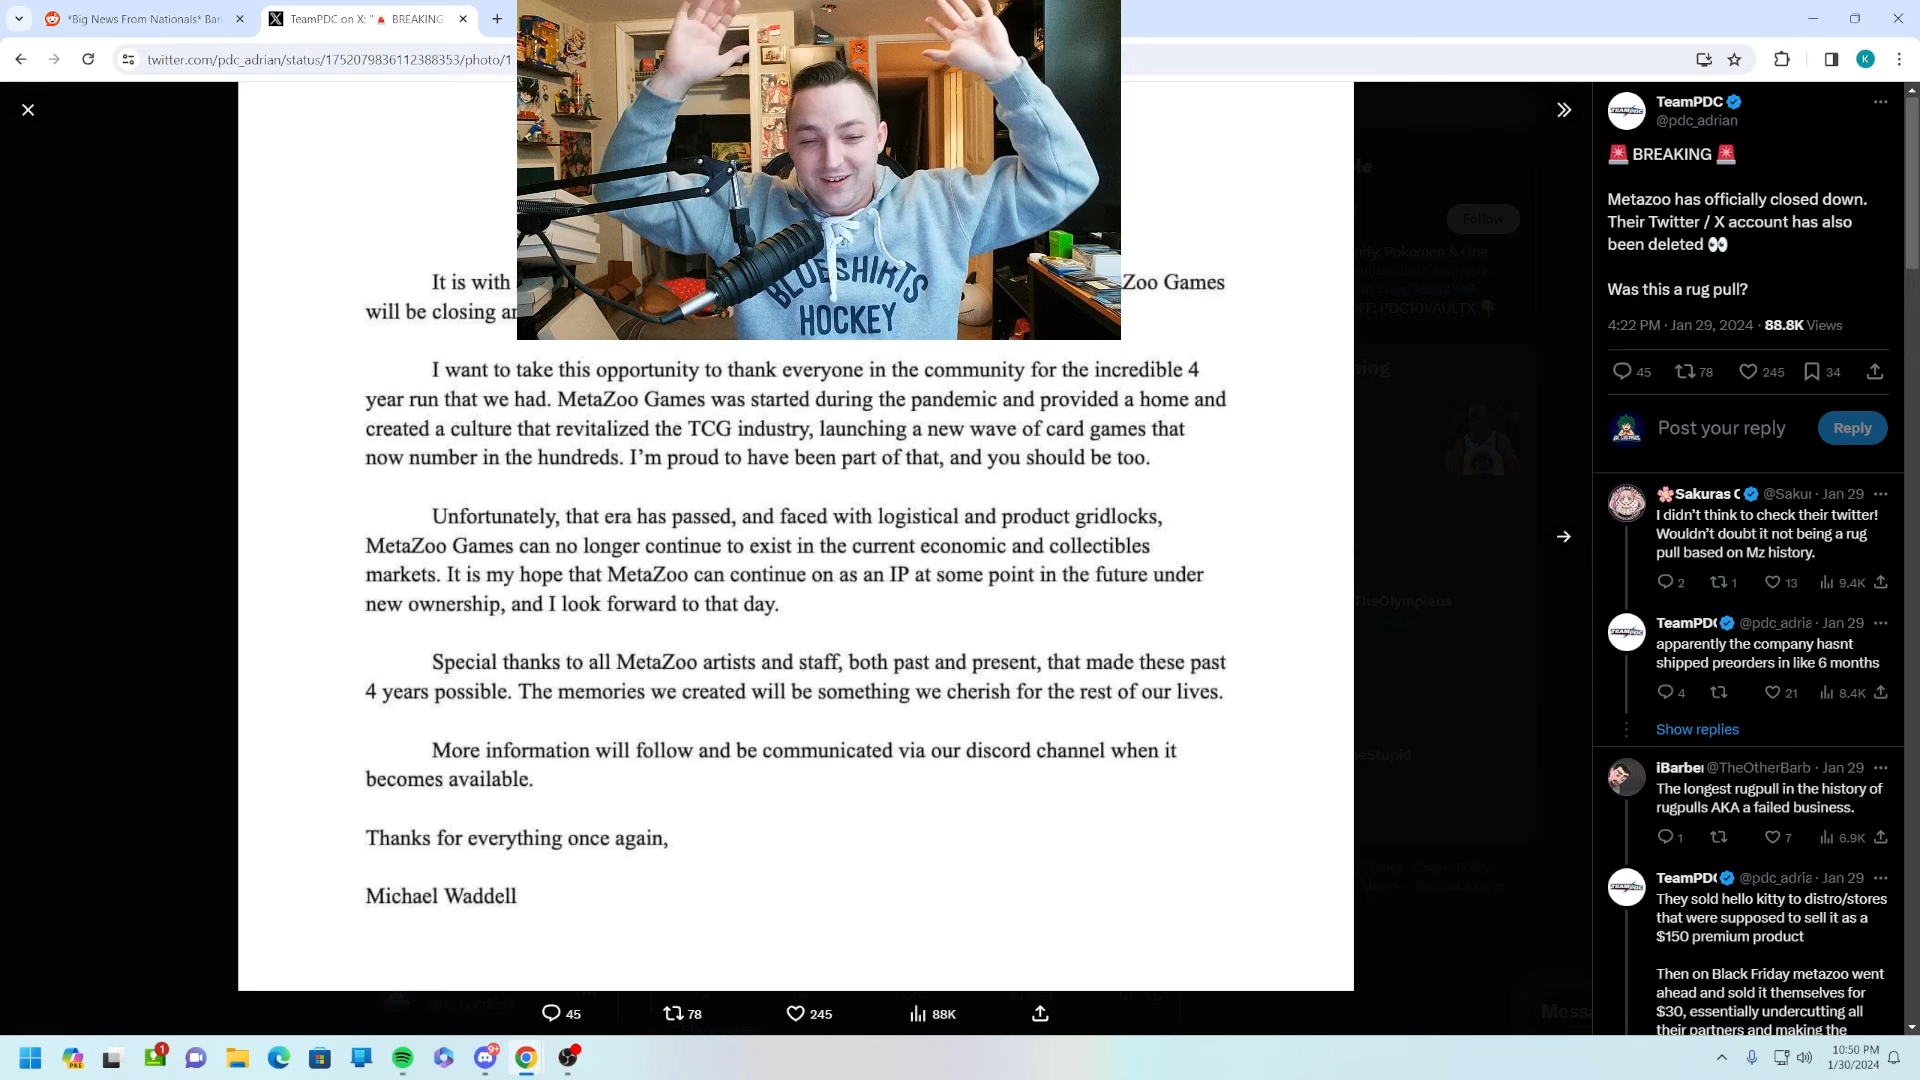 *Big News From Nationals* Ban
TeamPDC on X: "🚨 BREAKING
twitter.com/pdc_adrian/status/1752079836112388353/photo/1
K
BLUESHIRTS
HOCKEY
It is with
Zoo Games
will be closing
I want to take this opportunity to thank everyone in the community for the incredible 4
year run that we had. MetaZoo Games was started during the pandemic and provided a home and
created a culture that revitalized the TCG industry, launching a new wave of card games that
now number in the hundreds. I'm proud to have been part of that, and you should be too.
Unfortunately, that era has passed, and faced with logistical and product gridlocks,
MetaZoo Games can no longer continue to exist in the current economic and collectibles
markets. It is my hope that MetaZoo can continue on as an IP at some point in the future under
new ownership, and I look forward to that day.
Special thanks to all MetaZoo artists and staff, both past and present, that made these past
4 years possible. The memories we created will be something we cherish for the rest of our lives.
More information will follow and be communicated via our discord channel when it
becomes available.
Thanks for everything once again,
Michael Waddell
45 78 245 88K
Follow
TheOlympians
TeamPDC
@pdc_adrian
🚨 BREAKING 🚨
Metazoo has officially closed down.
Their Twitter / X account has also
been deleted 👀
Was this a rug pull?
4:22 PM · Jan 29, 2024 · 88.8K Views
45 78 245 34
Post your reply
Reply
🌸Sakuras C @Sakur · Jan 29
I didn't think to check their twitter!
Wouldn't doubt it not being a rug
pull based on Mz history.
2 1 13 9.4K
TeamPDC @pdc_adria · Jan 29
apparently the company hasnt
shipped preorders in like 6 months
4 21 8.4K
Show replies
iBarber @TheOtherBarb · Jan 29
The longest rugpull in the history of
rugpulls AKA a failed business.
1 7 6.9K
TeamPDC @pdc_adria · Jan 29
They sold hello kitty to distro/stores
that were supposed to sell it as a
$150 premium product
Then on Black Friday metazoo went
ahead and sold it themselves for
$30, essentially undercutting all
their partners and making the
Messa
1
PRE
9+
10:50 PM
1/30/2024